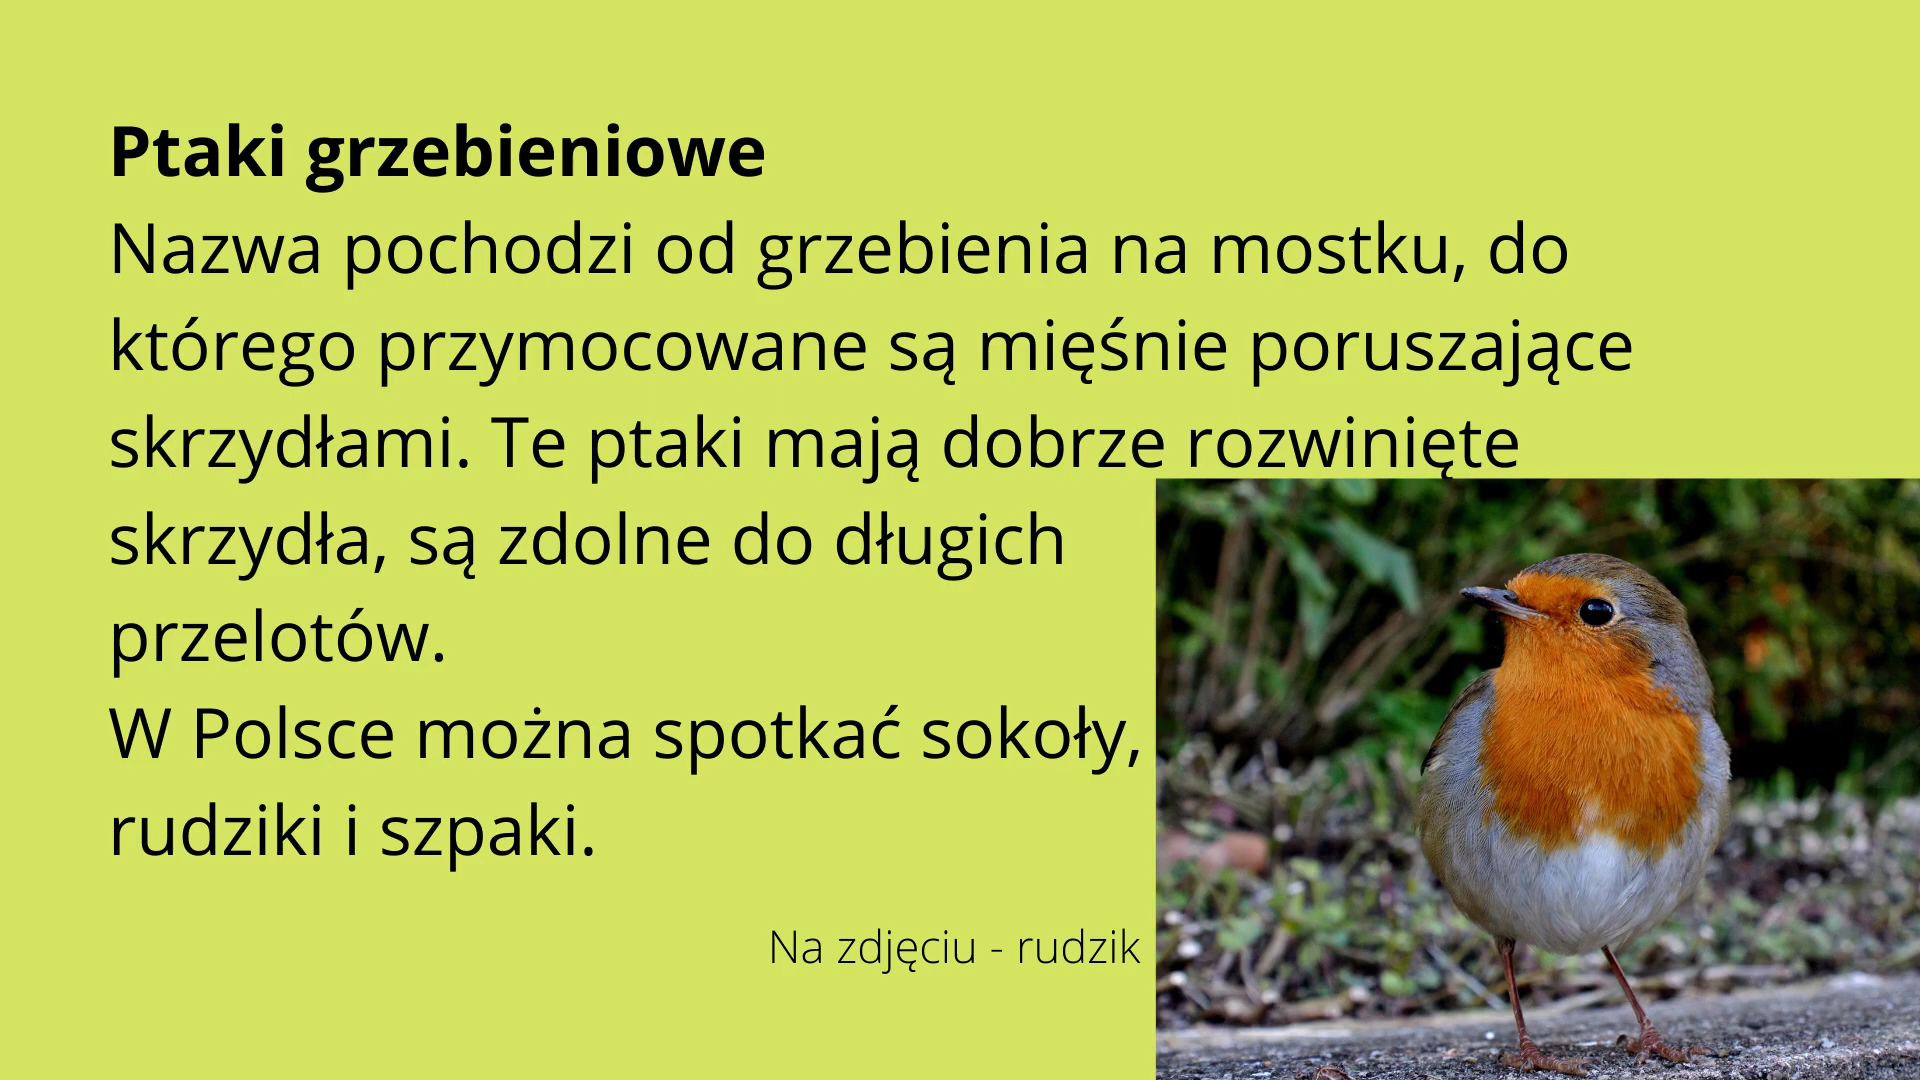 Ptaki grzebieniowe
Nazwa pochodzi od grzebienia na mostku, do
którego przymocowane są mięśnie poruszające
skrzydłami. Te ptaki mają dobrze rozwinięte
skrzydła, są zdolne do długich
przelotów.
W Polsce można spotkać sokoły,
rudziki i szpaki.
Na zdjęciu - rudzik